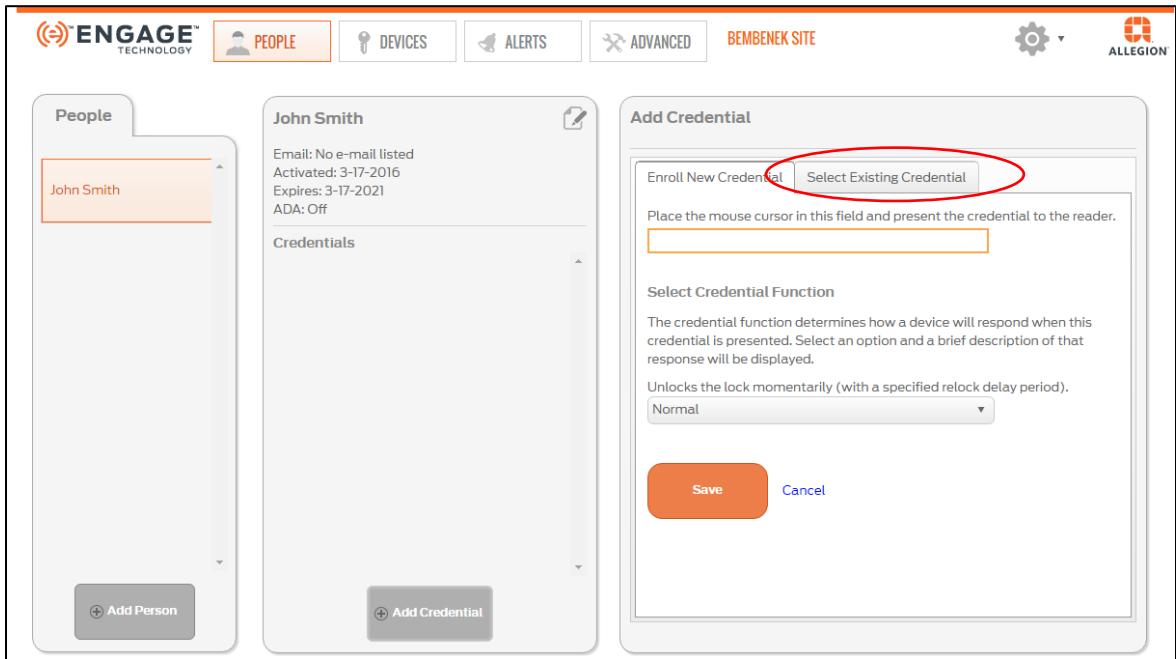 ENGAGE™
TECHNOLOGY
PEOPLE
DEVICES
ALERTS
ADVANCED
BEMBENEK SITE
ALLEGION
People
John Smith
Add Person
John Smith
Email: No e-mail listed
Activated: 3-17-2016
Expires: 3-17-2021
ADA: Off
Credentials
Add Credential
Add Credential
Enroll New Credential
Select Existing Credential
Place the mouse cursor in this field and present the credential to the reader.
Select Credential Function
The credential function determines how a device will respond when this
credential is presented. Select an option and a brief description of that
response will be displayed.
Unlocks the lock momentarily (with a specified relock delay period).
Normal
Save
Cancel